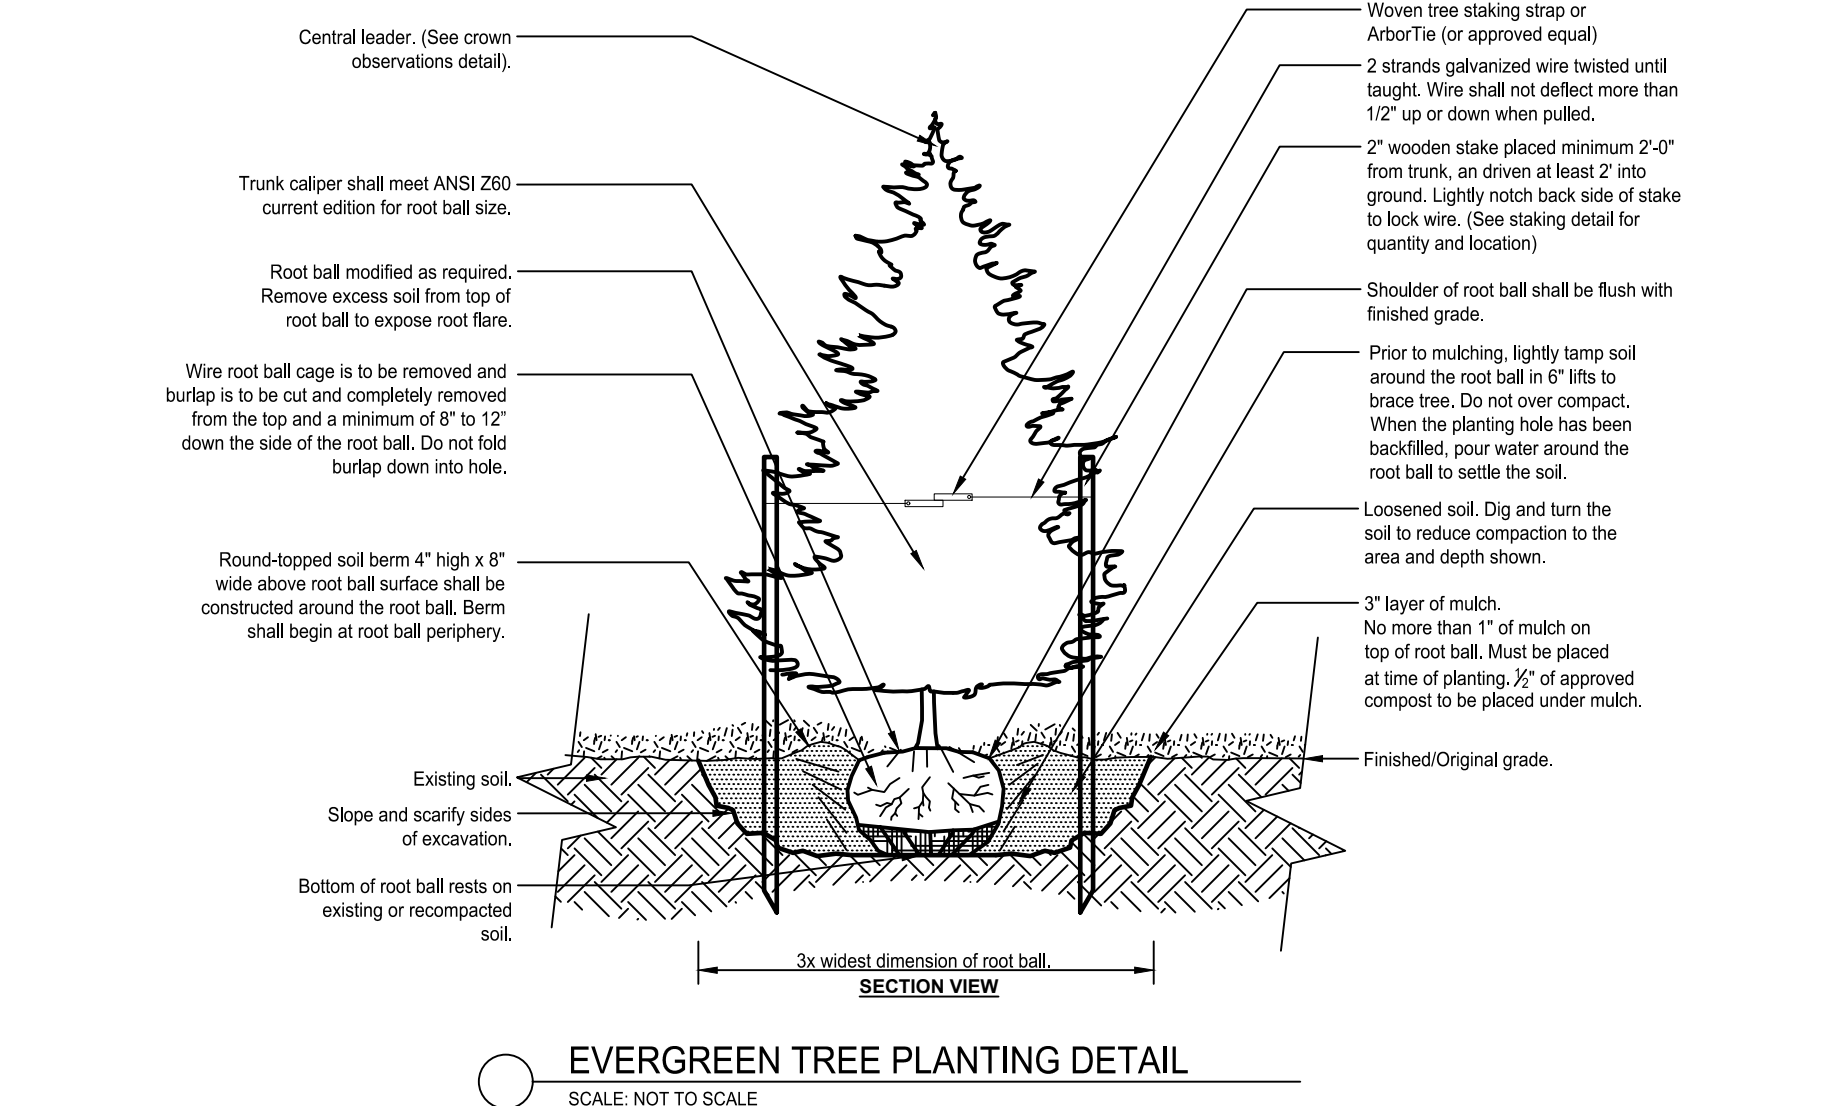 Central leader. (See crown
observations detail).
Trunk caliper shall meet ANSI Z60
current edition for root ball size.
Root ball modified as required.
Remove excess soil from top of
root ball to expose root flare.
Wire root ball cage is to be removed and
burlap is to be cut and completely removed
from the top and a minimum of 8" to 12”
down the side of the root ball. Do not fold
burlap down into hole.
Round-topped soil berm 4" high x 8"
wide above root ball surface shall be
constructed around the root ball. Berm
shall begin at root ball periphery.
Existing soil.
Slope and scarify sides
of excavation.
Bottom of root ball rests on
existing or recompacted
soil.
Woven tree staking strap or
ArborTie (or approved equal)
2 strands galvanized wire twisted until
taught. Wire shall not deflect more than
1/2" up or down when pulled.
2" wooden stake placed minimum 2'-0"
from trunk, an driven at least 2' into
ground. Lightly notch back side of stake
to lock wire. (See staking detail for
quantity and location)
Shoulder of root ball shall be flush with
finished grade.
Prior to mulching, lightly tamp soil
around the root ball in 6" lifts to
brace tree. Do not over compact.
When the planting hole has been
backfilled, pour water around the
root ball to settle the soil.
Loosened soil. Dig and turn the
soil to reduce compaction to the
area and depth shown.
3" layer of mulch.
No more than 1" of mulch on
top of root ball. Must be placed
at time of planting. ½" of approved
compost to be placed under mulch.
Finished/Original grade.
3x widest dimension of root ball.
SECTION VIEW
EVERGREEN TREE PLANTING DETAIL
SCALE: NOT TO SCALE